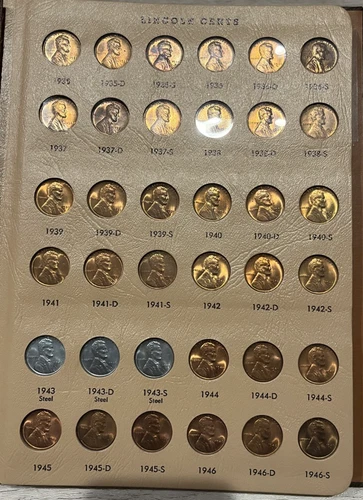 LINCOLN CENTS
1935 1935-D 1935-S 1936 1936-D 1936-S
1937 1937-D 1937-S 1938 1938-D 1938-S
1939 1939-D 1939-S 1940 1940-D 1940-S
1941 1941-D 1941-S 1942 1942-D 1942-S
1943 1943-D 1943-S 1944 1944-D 1944-S
Steel Steel Steel
1945 1945-D 1945-S 1946 1946-D 1946-S